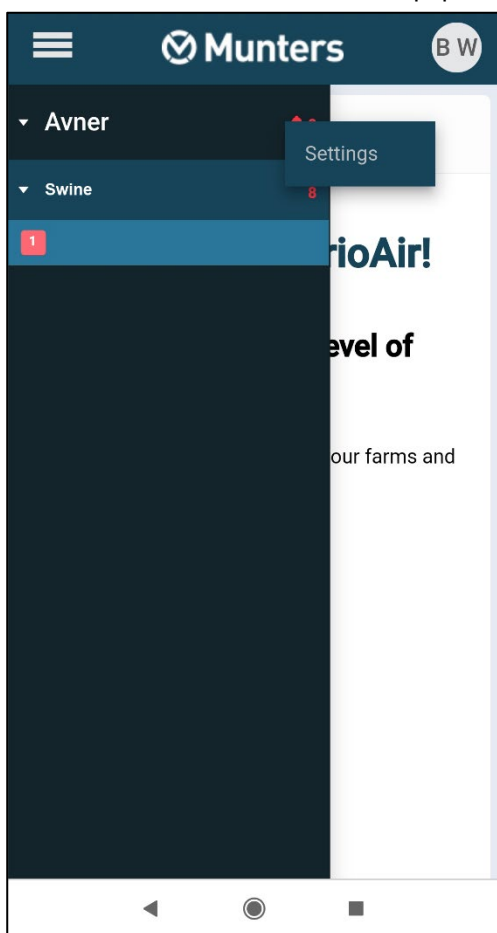 Munters
B W
Avner
Settings
Swine
8
1
rioAir!
evel of
our farms and